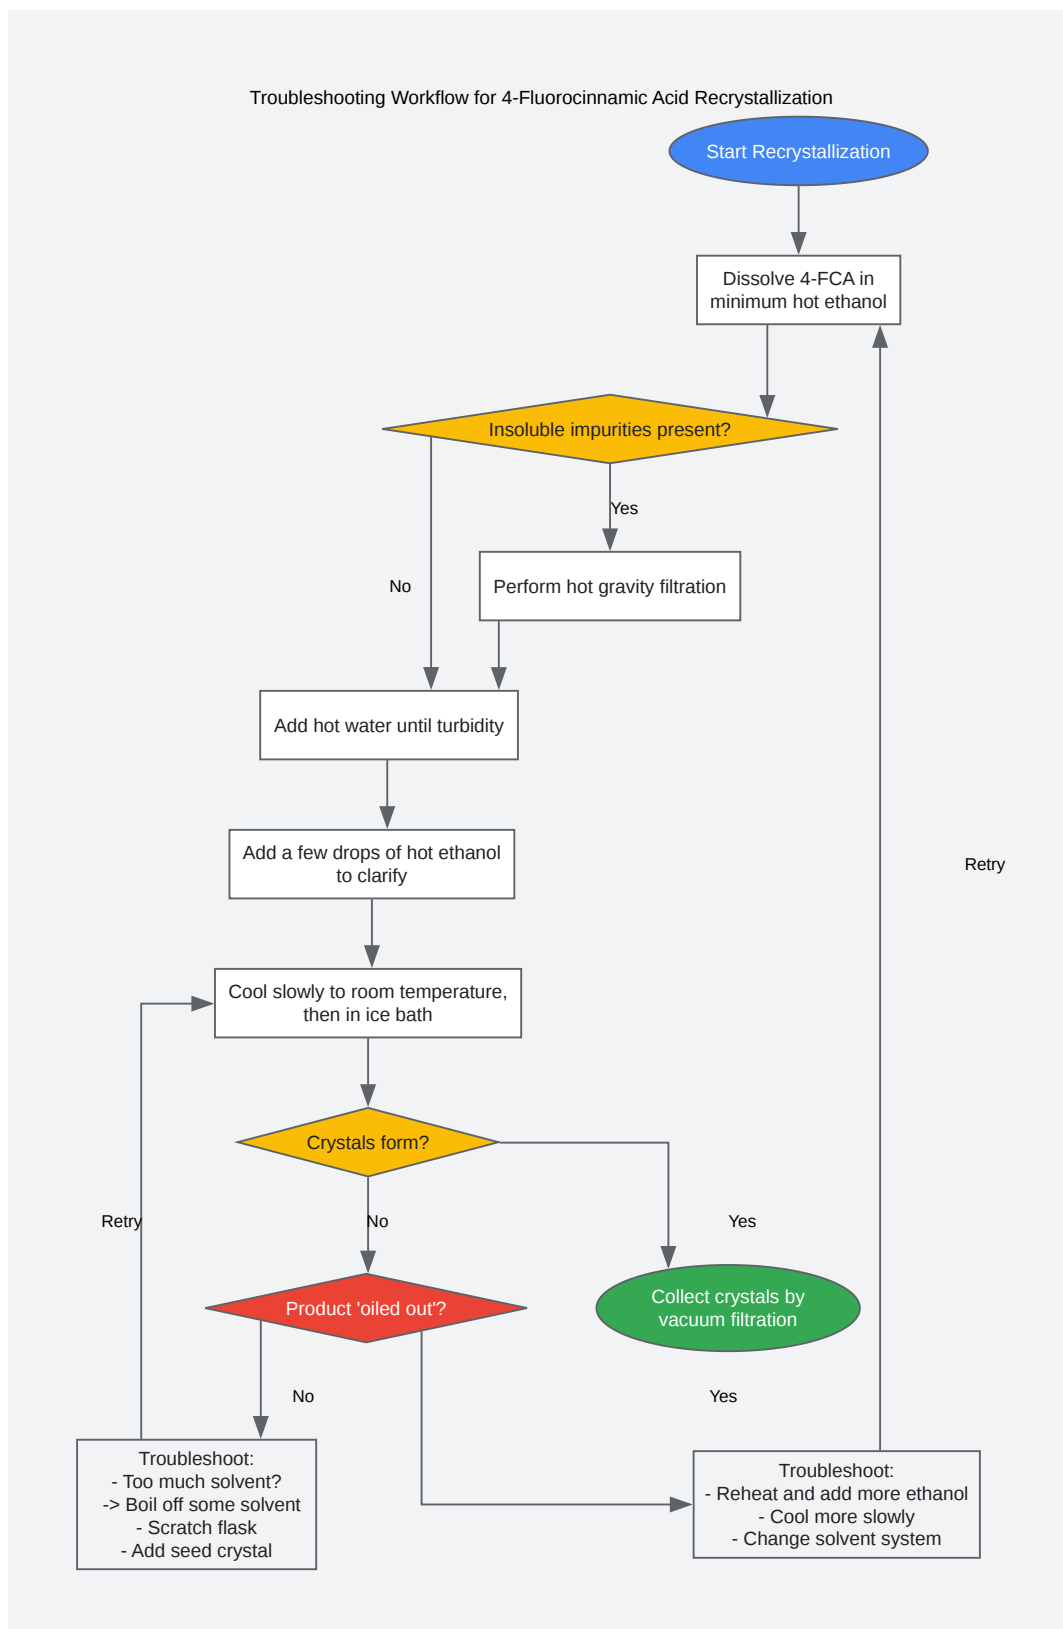 Troubleshooting Workflow for 4-Fluorocinnamic Acid Recrystallization
Start Recrystallization
Dissolve 4-FCA in
minimum hot ethanol
Insoluble impurities present?
Yes
No
Perform hot gravity filtration
Add hot water until turbidity
Add a few drops of hot ethanol
to clarify
Retry
Cool slowly to room temperature,
then in ice bath
Crystals form?
Retry
No
Yes
Product 'oiled out'?
Collect crystals by
vacuum filtration
No
Yes
Troubleshoot:
- Too much solvent?
-> Boil off some solvent
- Scratch flask
- Add seed crystal
Troubleshoot:
- Reheat and add more ethanol
- Cool more slowly
- Change solvent system